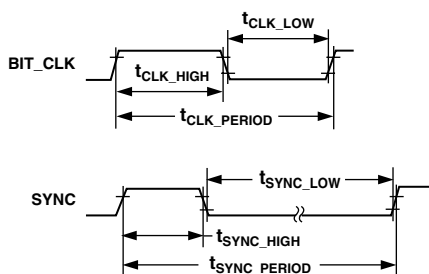 tCLK_LOW
BIT_CLK
tCLK_HIGH
tCLK_PERIOD
tSYNC_LOW
SYNC
tSYNC_HIGH
tSYNC_PERIOD